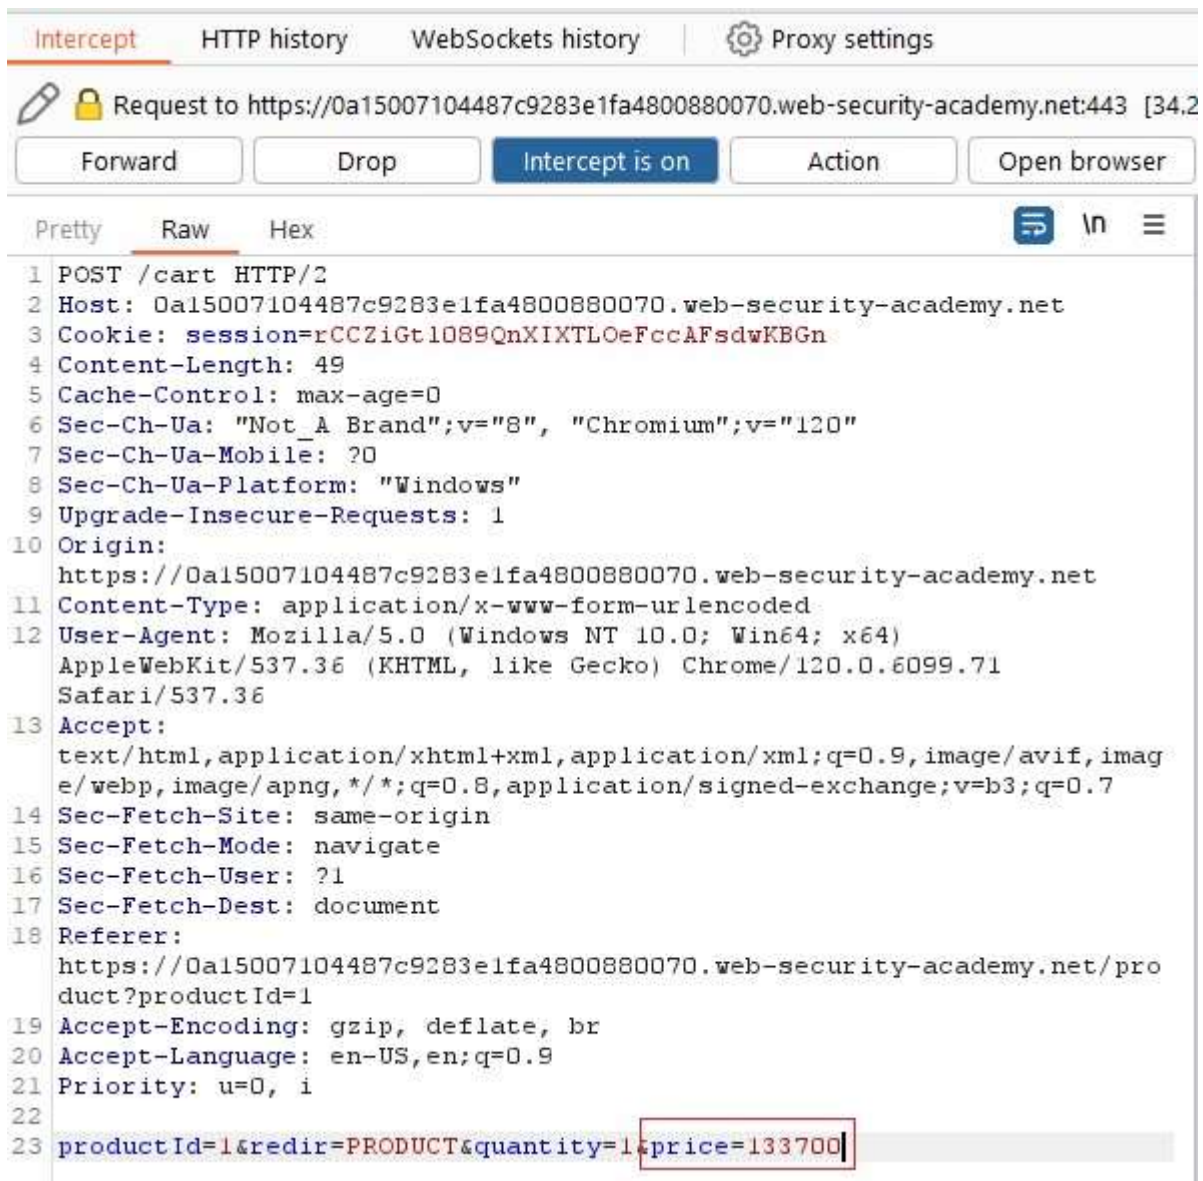 Intercept HTTP history WebSockets history Proxy settings
Request to https://0a15007104487c9283e1fa4800880070.web-security-academy.net:443 [34.2
Forward Drop Intercept is on Action Open browser
Pretty Raw Hex \n
1 POST /cart HTTP/2
2 Host: 0a15007104487c9283e1fa4800880070.web-security-academy.net
3 Cookie: session=rCCZiGtlO89QnXIXTLOeFccAFsdwKBGn
4 Content-Length: 49
5 Cache-Control: max-age=0
6 Sec-Ch-Ua: "Not_A Brand";v="8", "Chromium";v="120"
7 Sec-Ch-Ua-Mobile: ?0
8 Sec-Ch-Ua-Platform: "Windows"
9 Upgrade-Insecure-Requests: 1
10 Origin:
https://0a15007104487c9283e1fa4800880070.web-security-academy.net
11 Content-Type: application/x-www-form-urlencoded
12 User-Agent: Mozilla/5.0 (Windows NT 10.0; Win64; x64)
AppleWebKit/537.36 (KHTML, like Gecko) Chrome/120.0.6099.71
Safari/537.36
13 Accept:
text/html,application/xhtml+xml,application/xml;q=0.9,image/avif,imag
e/webp,image/apng,*/*;q=0.8,application/signed-exchange;v=b3;q=0.7
14 Sec-Fetch-Site: same-origin
15 Sec-Fetch-Mode: navigate
16 Sec-Fetch-User: ?1
17 Sec-Fetch-Dest: document
18 Referer:
https://0a15007104487c9283e1fa4800880070.web-security-academy.net/pro
duct?productId=1
19 Accept-Encoding: gzip, deflate, br
20 Accept-Language: en-US,en;q=0.9
21 Priority: u=0, i
22
23 productId=1&redir=PRODUCT&quantity=1&price=133700